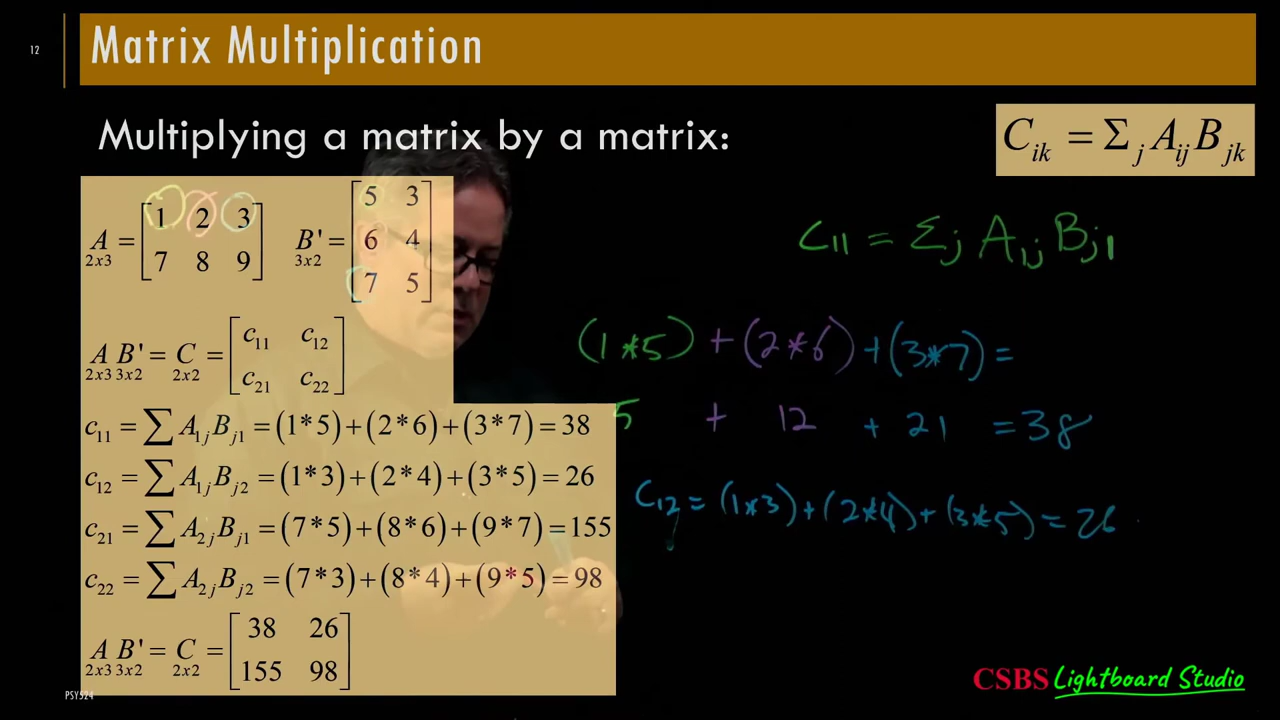 12
Matrix Multiplication
Multiplying a matrix by a matrix:
C_ik = Σ_j A_ij B_jk
A 2x3 = [1 2 3; 7 8 9] B' 3x2 = [5 3; 6 4; 7 5]
C11 = Σj A1j Bj1
(1*5) + (2*6) + (3*7) =
A B' = C = [c11 c12; c21 c22]
2x3 3x2 2x2
5 + 12 + 21 = 38
c11 = ∑ A1j Bj1 = (1*5)+(2*6)+(3*7) = 38
c12 = ∑ A1j Bj2 = (1*3)+(2*4)+(3*5) = 26
C12 = (1*3) + (2*4) + (3*5) = 26
c21 = ∑ A2j Bj1 = (7*5)+(8*6)+(9*7) = 155
c22 = ∑ A2j Bj2 = (7*3)+(8*4)+(9*5) = 98
A B' = C = [38 26; 155 98]
2x3 3x2 2x2
CSBS Lightboard Studio
PSY524